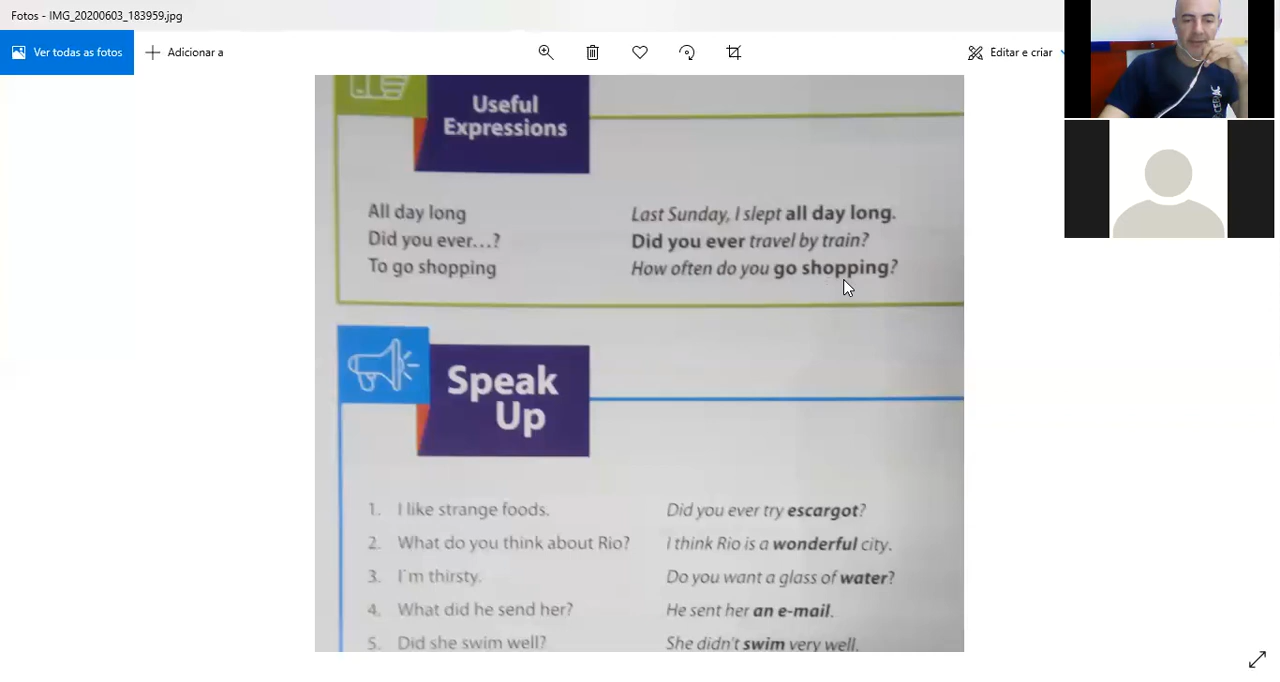 Fotos - IMG_20200603_183959.jpg
Ver todas as fotos
Adicionar a
Editar e criar
Useful
Expressions
All day long
Last Sunday, I slept all day long.
Did you ever...?
Did you ever travel by train?
To go shopping
How often do you go shopping?
Speak
Up
1. I like strange foods.
Did you ever try escargot?
2. What do you think about Rio?
I think Rio is a wonderful city.
3. I'm thirsty.
Do you want a glass of water?
4. What did he send her?
He sent her an e-mail.
5. Did she swim well?
She didn't swim very well.